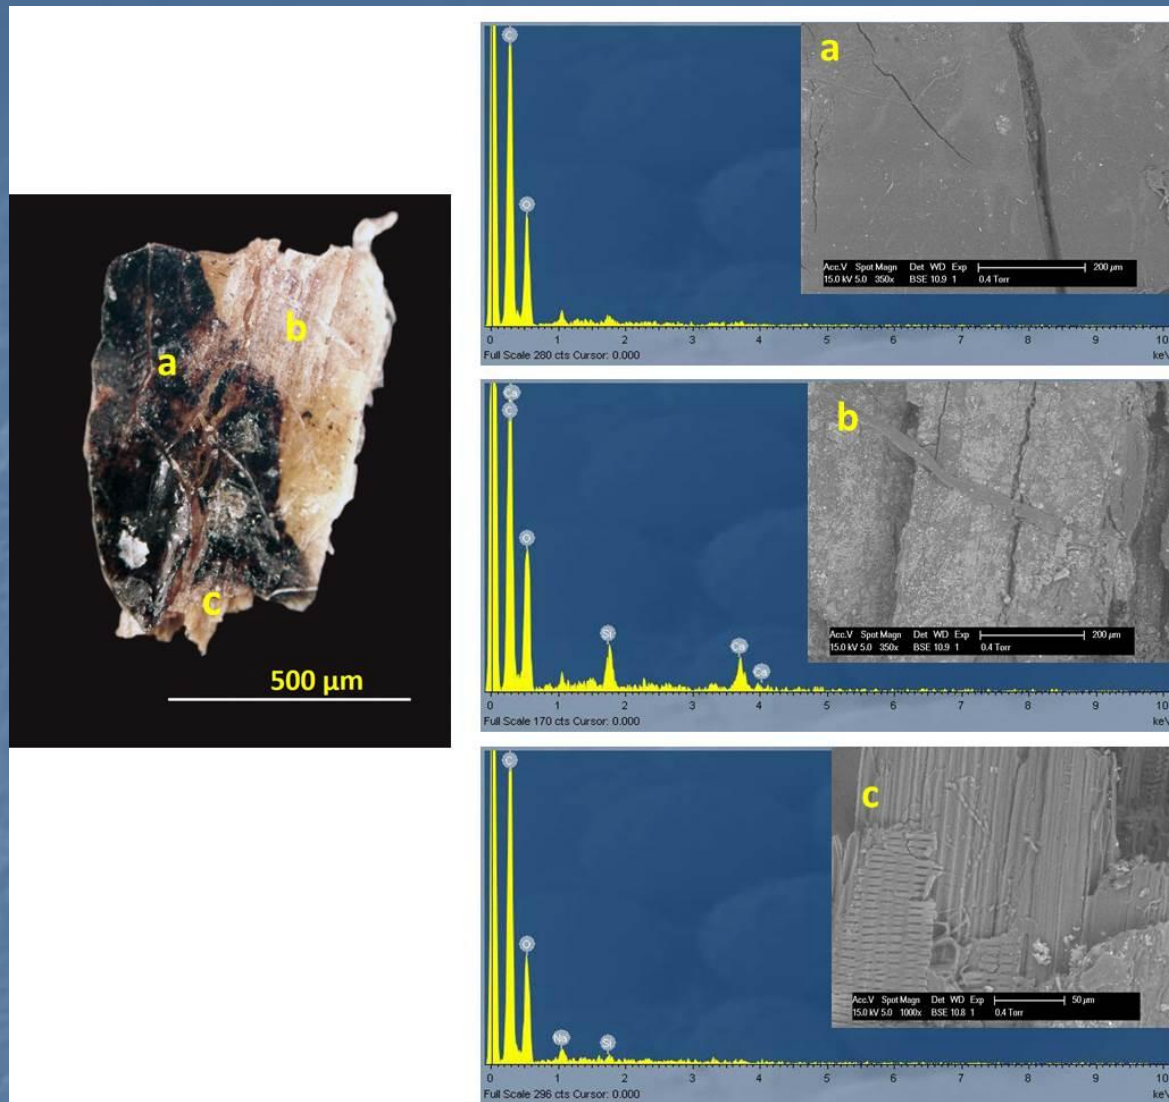 a
b
c
500 µm
C
O
0 1 2 3 4 5 6 7 8 9 10
Full Scale 280 cts Cursor: 0.000
keV
a
Acc.V Spot Magn Det WD Exp 200 µm
15.0 kV 5.0 350x BSE 10.9 1 0.4 Torr
Ca
C
O
Si
Ca
Ca
0 1 2 3 4 5 6 7 8 9 10
Full Scale 170 cts Cursor: 0.000
keV
b
Acc.V Spot Magn Det WD Exp 200 µm
15.0 kV 5.0 350x BSE 10.9 1 0.4 Torr
C
O
Na
Si
0 1 2 3 4 5 6 7 8 9 10
Full Scale 296 cts Cursor: 0.000
keV
c
Acc.V Spot Magn Det WD Exp 50 µm
15.0 kV 5.0 1000x BSE 10.8 1 0.4 Torr